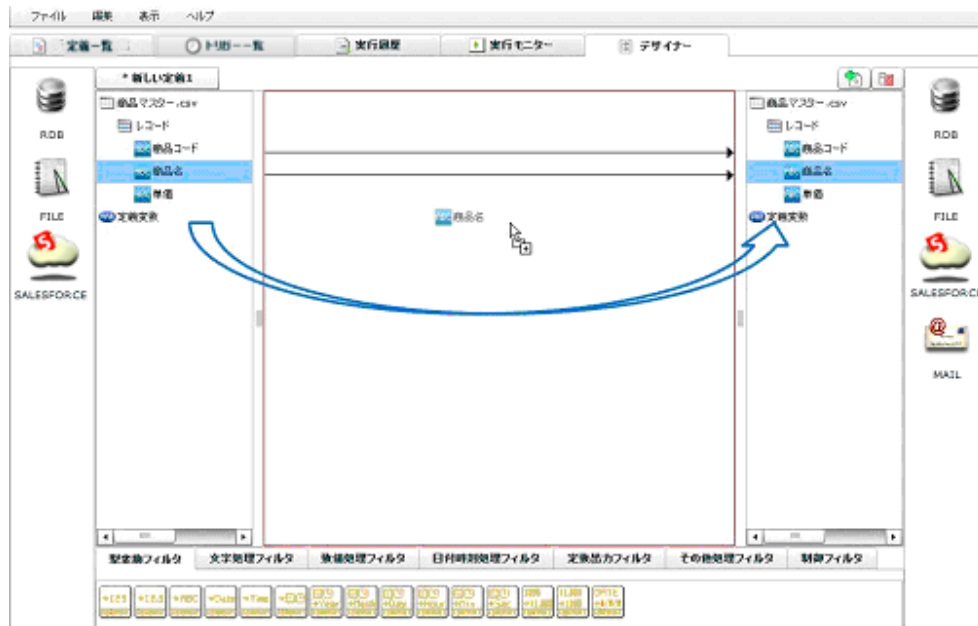 ファイル 編集 表示 ヘルプ
定義一覧 トリガー一覧 実行履歴 実行モニター デザイナー
* 新しい定義1
RDB
FILE
SALESFORCE
商品マスター.csv
レコード
商品コード
商品名
単価
定義変数
商品名
商品マスター.csv
レコード
商品コード
商品名
単価
定義変数
RDB
FILE
SALESFORC
MAIL
型変換フィルタ 文字処理フィルタ 数値処理フィルタ 日付時刻処理フィルタ 定数出力フィルタ その他処理フィルタ 制御フィルタ